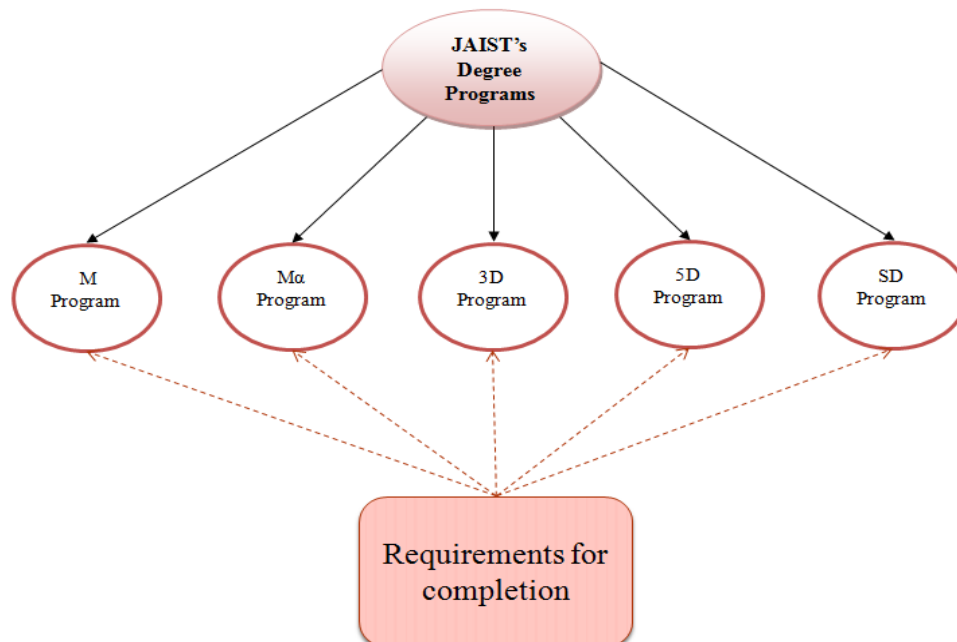 JAIST’s
Degree
Programs
M
Program
Mα
Program
3D
Program
5D
Program
SD
Program
Requirements for
completion